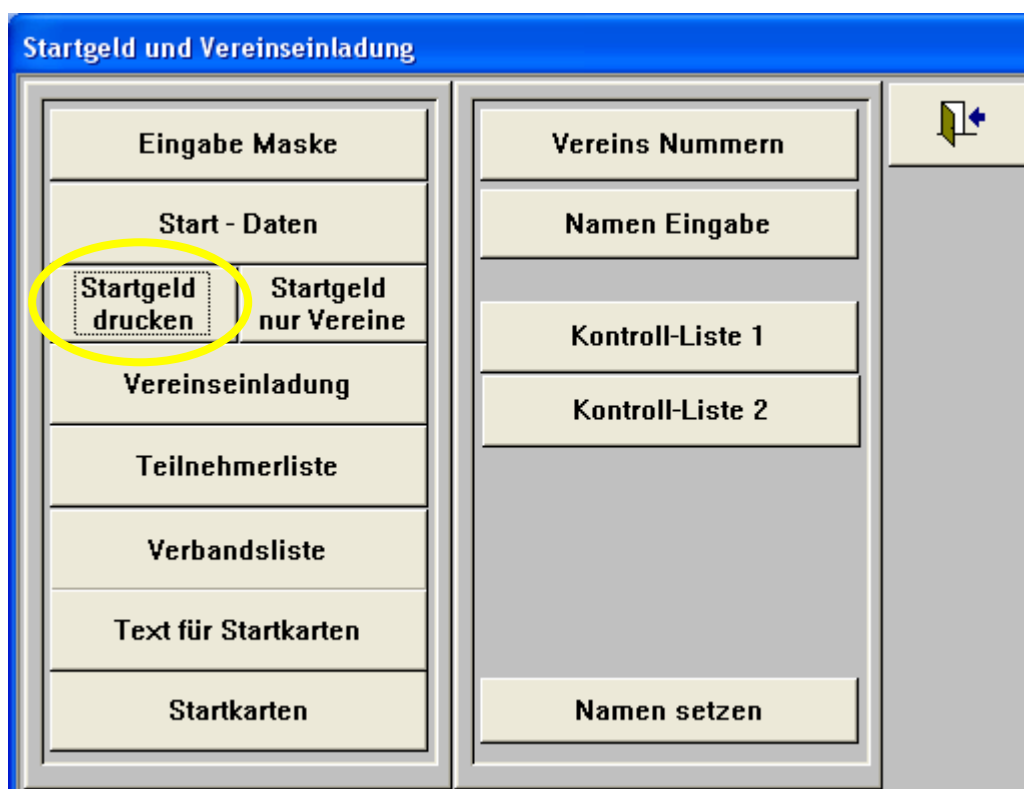 Startgeld und Vereinseinladung
Eingabe Maske
Start - Daten
Startgeld
drucken
Startgeld
nur Vereine
Vereinseinladung
Teilnehmerliste
Verbandsliste
Text für Startkarten
Startkarten
Vereins Nummern
Namen Eingabe
Kontroll-Liste 1
Kontroll-Liste 2
Namen setzen